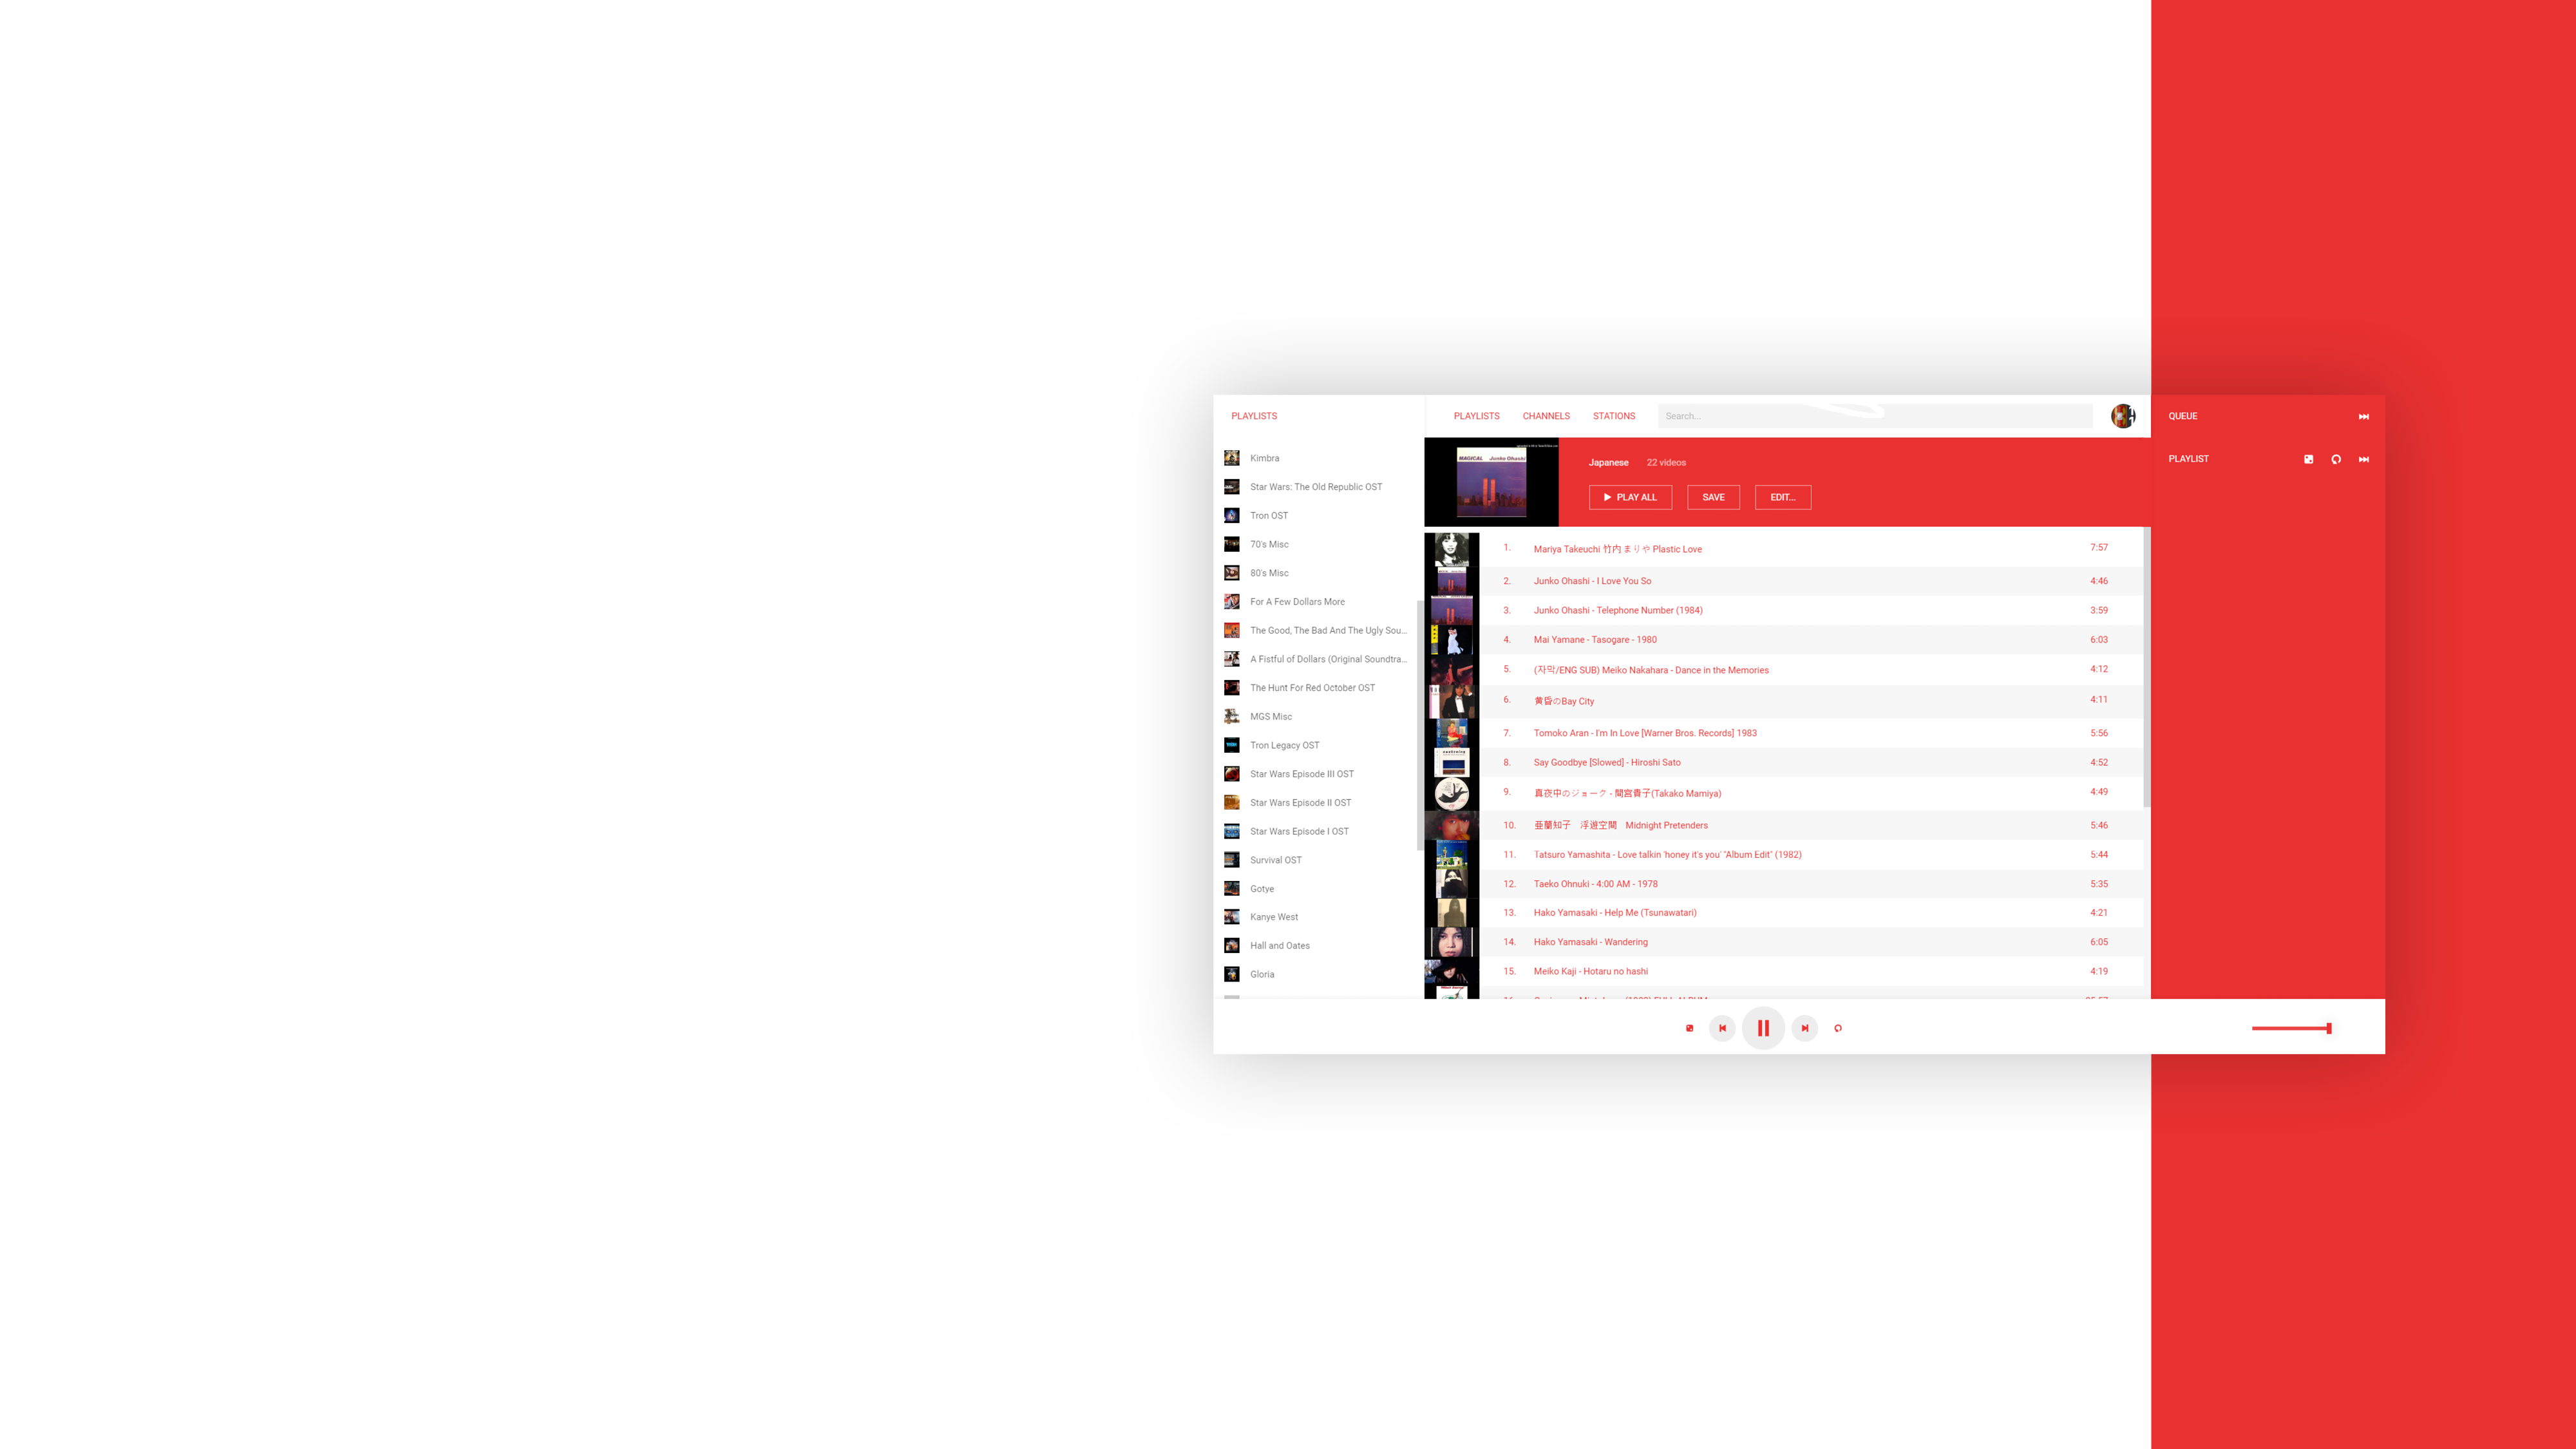 PLAYLISTS
Kimbra
Star Wars: The Old Republic OST
Tron OST
70's Misc
80's Misc
For A Few Dollars More
The Good, The Bad And The Ugly Sou...
A Fistful of Dollars (Original Soundtra...
The Hunt For Red October OST
MGS Misc
Tron Legacy OST
Star Wars Episode III OST
Star Wars Episode II OST
Star Wars Episode I OST
Survival OST
Gotye
Kanye West
Hall and Oates
Gloria
PLAYLISTS CHANNELS STATIONS Search...
MAGICAL Junko Ohashi
Japanese 22 videos
PLAY ALL SAVE EDIT...
1. Mariya Takeuchi 竹内 まりや Plastic Love 7:57
2. Junko Ohashi - I Love You So 4:46
3. Junko Ohashi - Telephone Number (1984) 3:59
4. Mai Yamane - Tasogare - 1980 6:03
5. (자막/ENG SUB) Meiko Nakahara - Dance in the Memories 4:12
6. 黄昏のBay City 4:11
7. Tomoko Aran - I'm In Love [Warner Bros. Records] 1983 5:56
8. Say Goodbye [Slowed] - Hiroshi Sato 4:52
9. 真夜中のジョーク - 間宮貴子(Takako Mamiya) 4:49
10. 亜蘭知子　浮遊空間　Midnight Pretenders 5:46
11. Tatsuro Yamashita - Love talkin 'honey it's you' "Album Edit" (1982) 5:44
12. Taeko Ohnuki - 4:00 AM - 1978 5:35
13. Hako Yamasaki - Help Me (Tsunawatari) 4:21
14. Hako Yamasaki - Wandering 6:05
15. Meiko Kaji - Hotaru no hashi 4:19
QUEUE
PLAYLIST